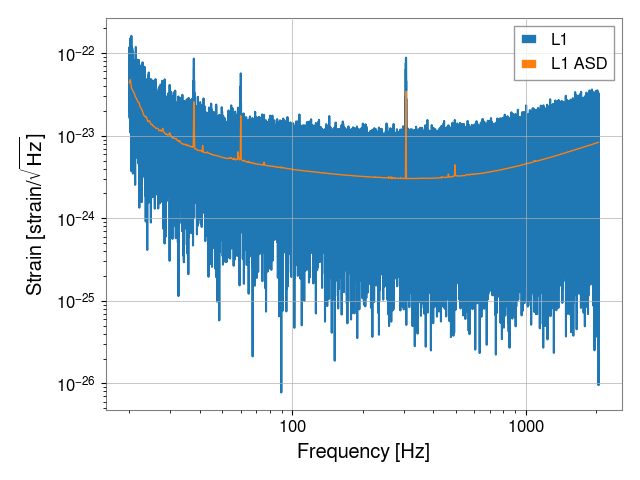 L1
L1 ASD
10⁻²²
10⁻²³
10⁻²⁴
10⁻²⁵
10⁻²⁶
Strain [strain/√Hz]
100
1000
Frequency [Hz]